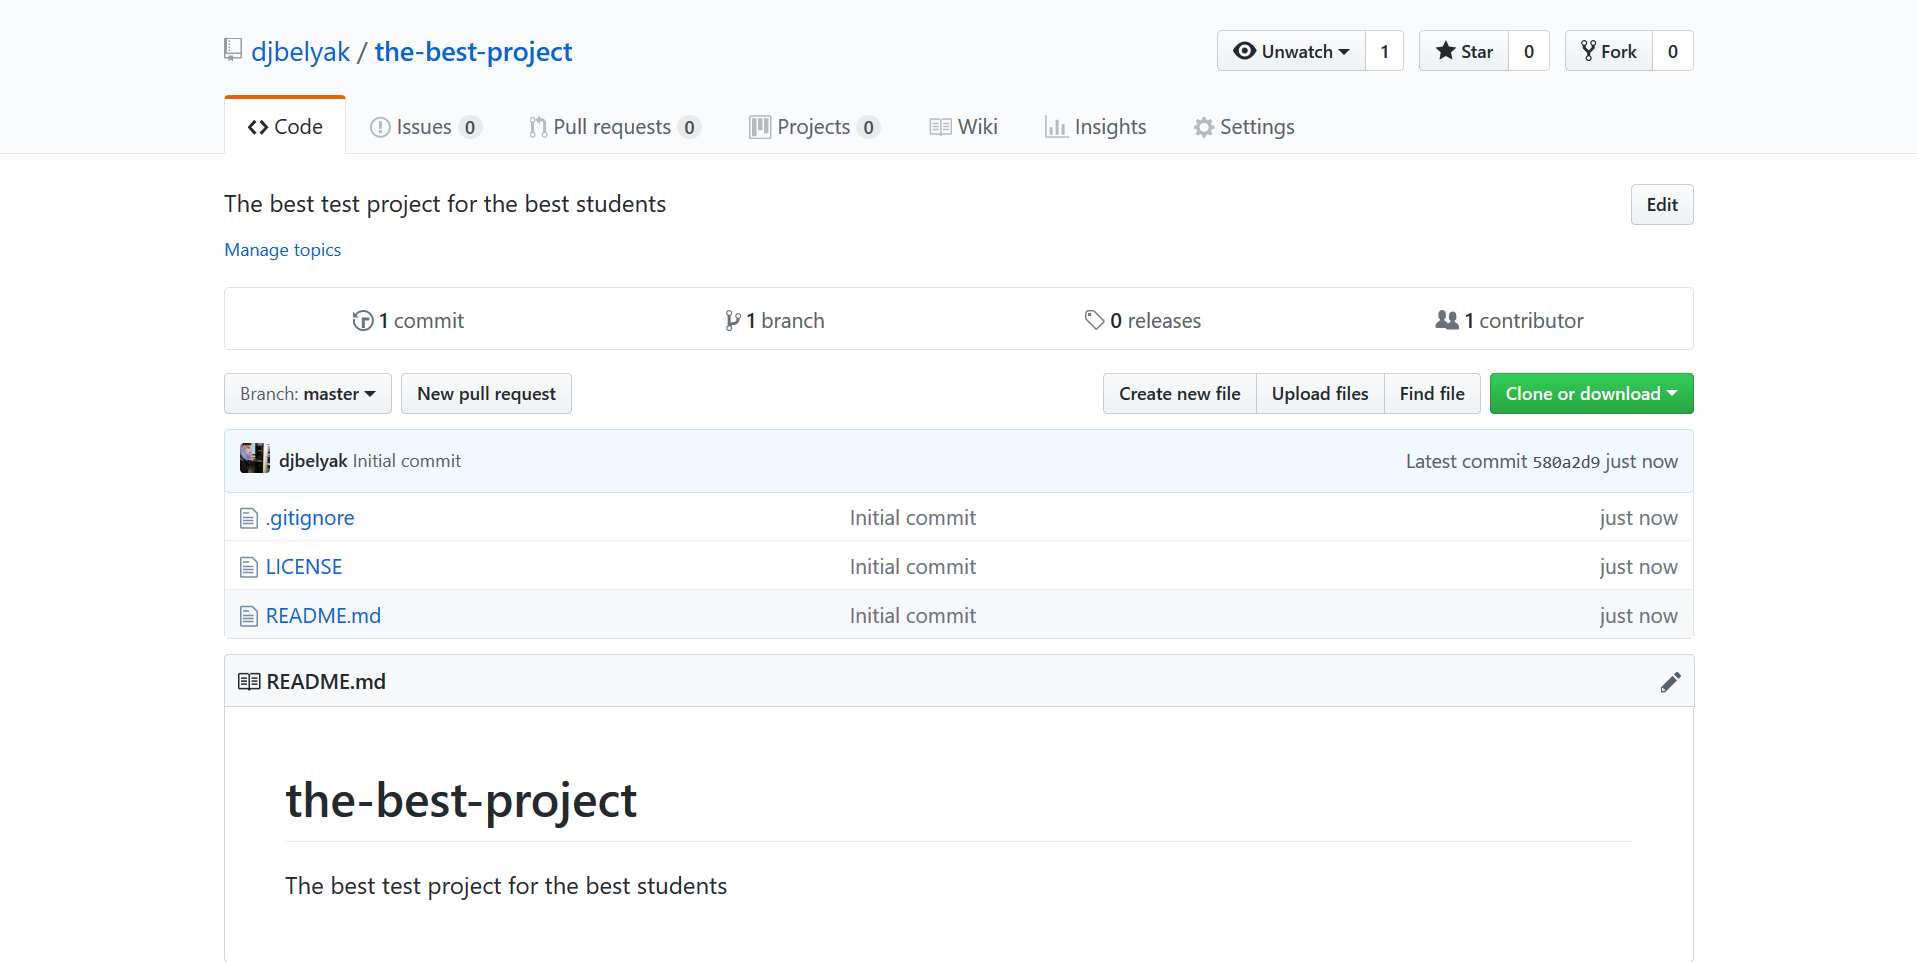 djbelyak / the-best-project Unwatch 1 Star 0 Fork 0
Code Issues 0 Pull requests 0 Projects 0 Wiki Insights Settings
The best test project for the best students Edit
Manage topics
1 commit 1 branch 0 releases 1 contributor
Branch: master New pull request Create new file Upload files Find file Clone or download
djbelyak Initial commit Latest commit 580a2d9 just now
.gitignore Initial commit just now
LICENSE Initial commit just now
README.md Initial commit just now
README.md
the-best-project
The best test project for the best students